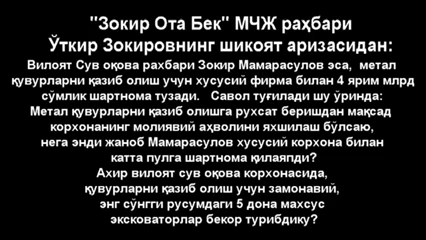 "Зокир Ота Бек" МЧЖ раҳбари
Ўткир Зокировнинг шикоят аризасидан:
Вилоят Сув оқова рахбари Зокир Мамарасулов эса,  метал
қувурларни қазиб олиш учун хусусий фирма билан 4 ярим млрд
сўмлик шартнома тузади.   Савол туғилади шу ўринда:
Метал қувурларни қазиб олишга рухсат беришдан мақсад
корхонанинг молиявий аҳволини яхшилаш бўлсаю,
нега энди жаноб Мамарасулов хусусий корхона билан
катта пулга шартнома қилаяпди?
Ахир вилоят сув оқова корхонасида,
қувурларни қазиб олиш учун замонавий,
энг сўнгги русумдаги 5 дона махсус
эксковаторлар бекор турибдику?